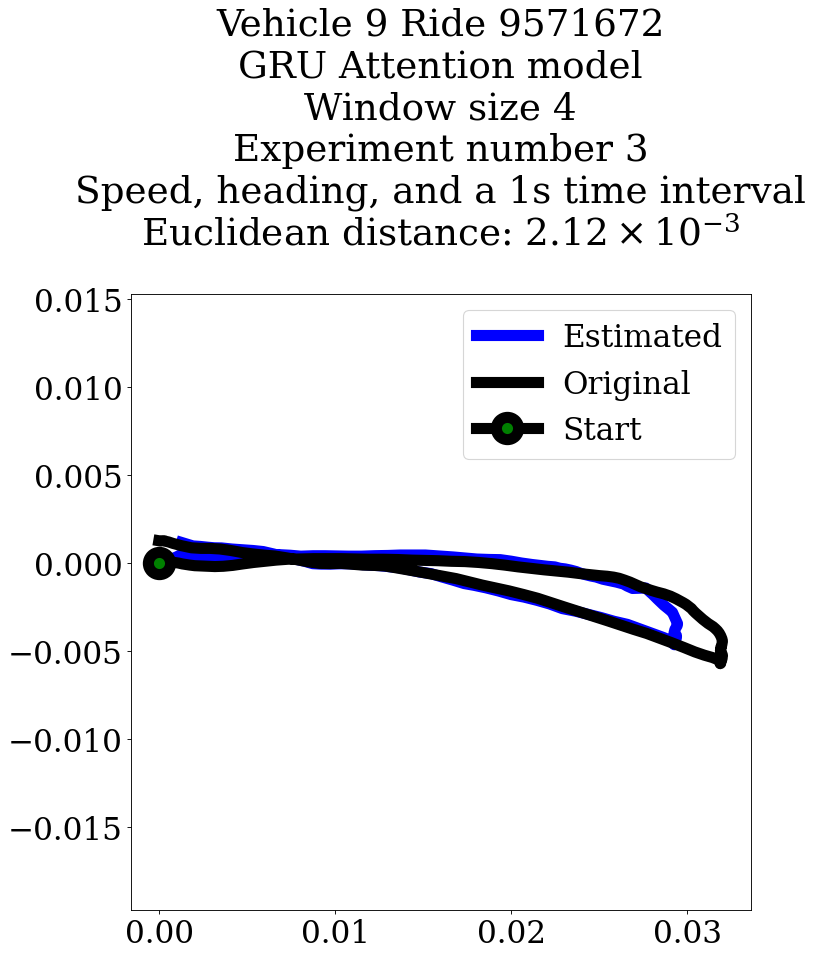 Vehicle 9 Ride 9571672
GRU Attention model
Window size 4
Experiment number 3
Speed, heading, and a 1s time interval
Euclidean distance: 2.12 × 10⁻³
0.015
Estimated
0.010
Original
Start
0.005
0.000
−0.005
−0.010
−0.015
0.00 0.01 0.02 0.03